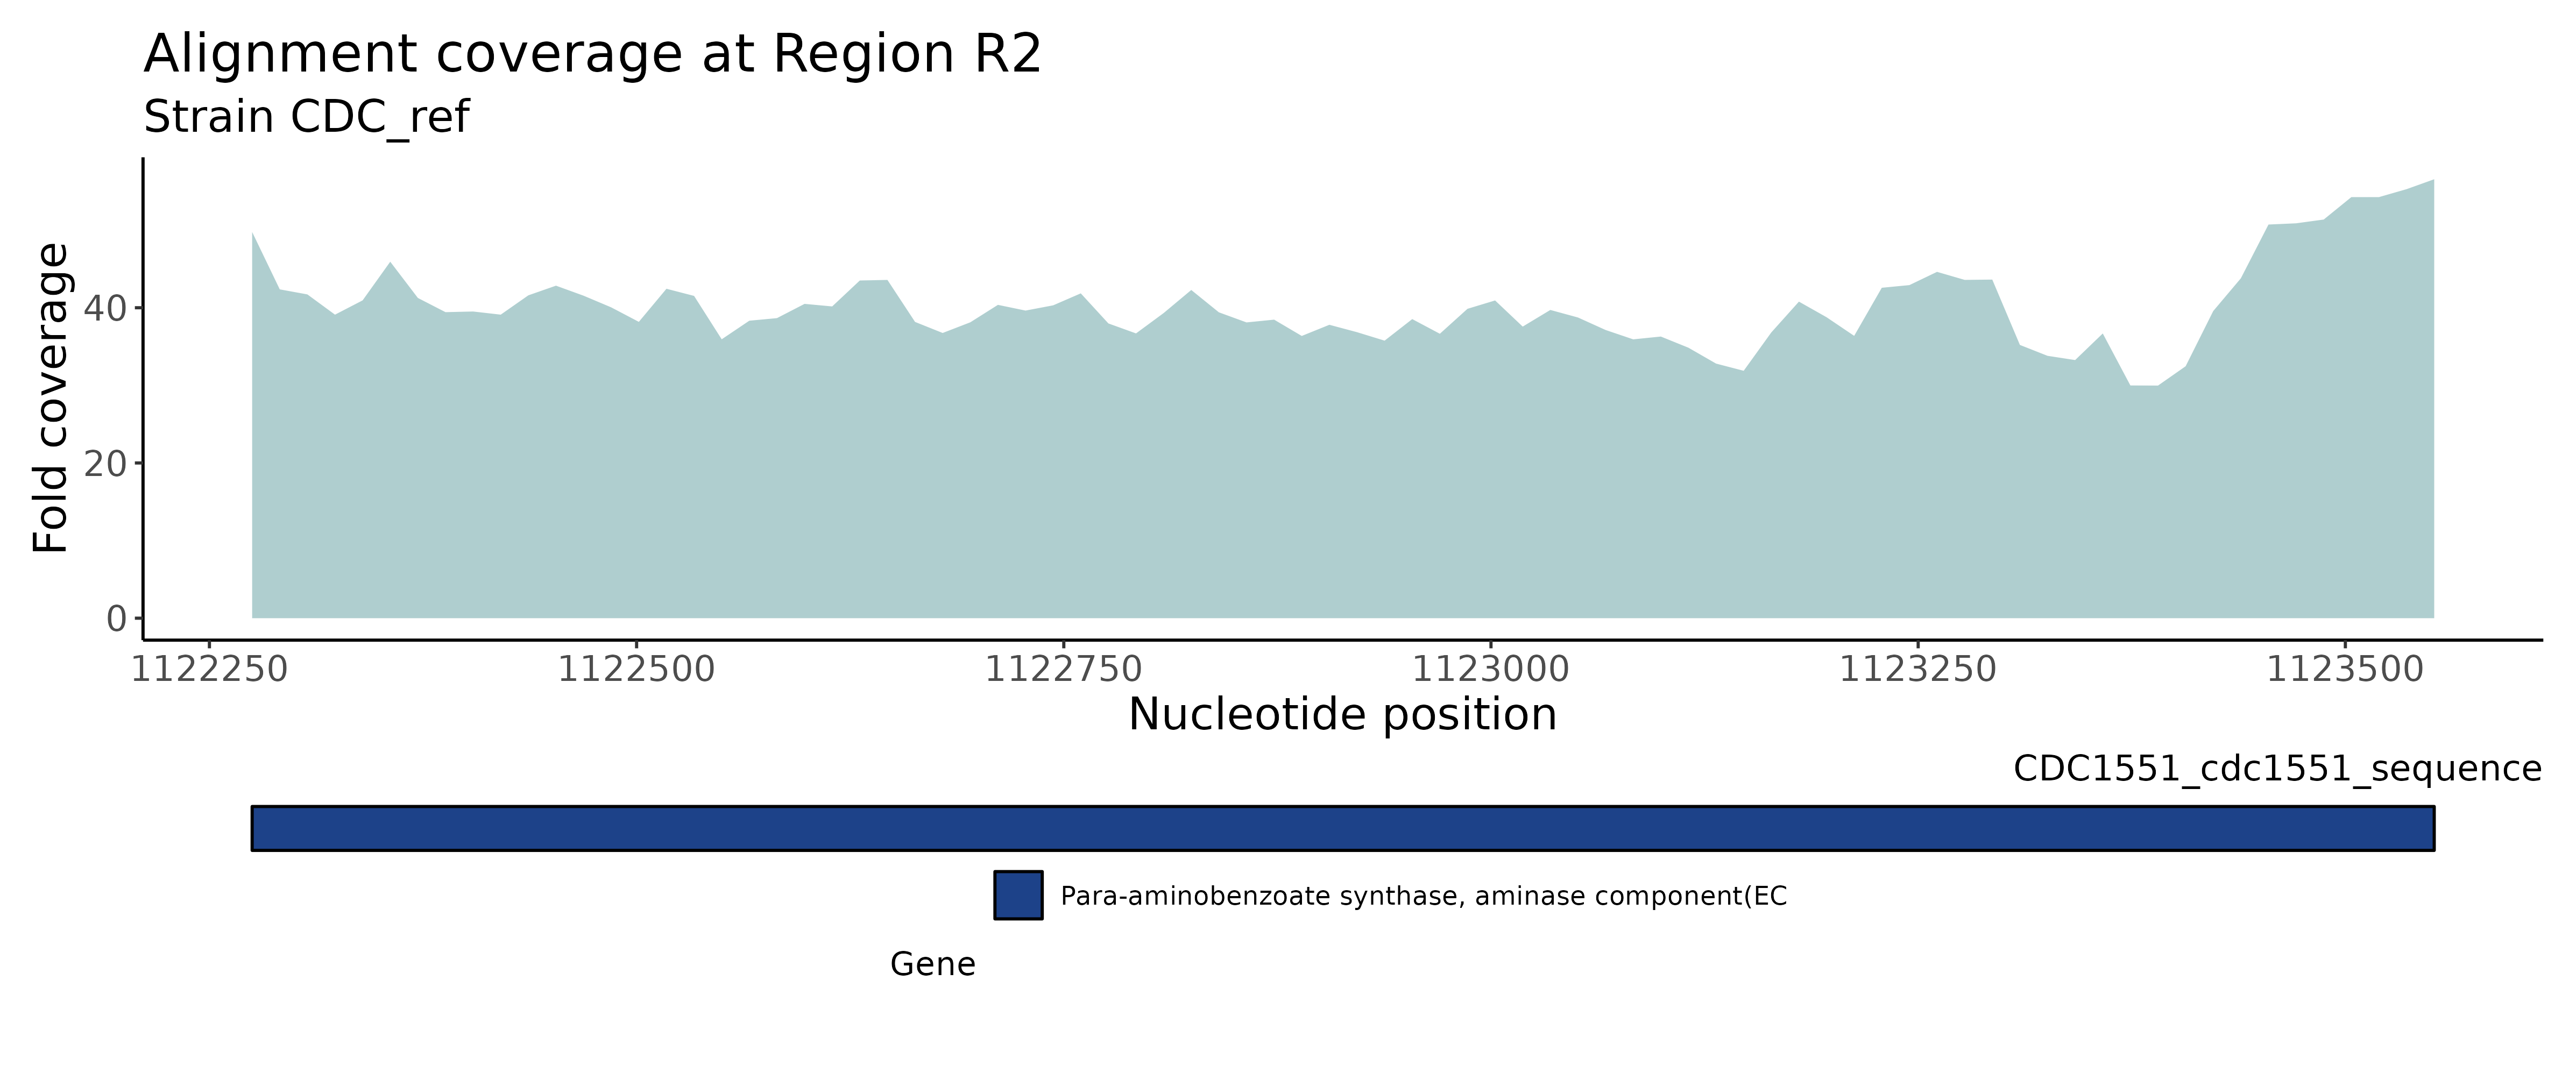 Alignment coverage at Region R2
Strain CDC_ref
Fold coverage
40
20
0
1122250 1122500 1122750 1123000 1123250 1123500
Nucleotide position
CDC1551_cdc1551_sequence
Para-aminobenzoate synthase, aminase component(EC
Gene